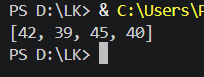 PS D:\LK> & C:\Users\F
[42, 39, 45, 40]
PS D:\LK>